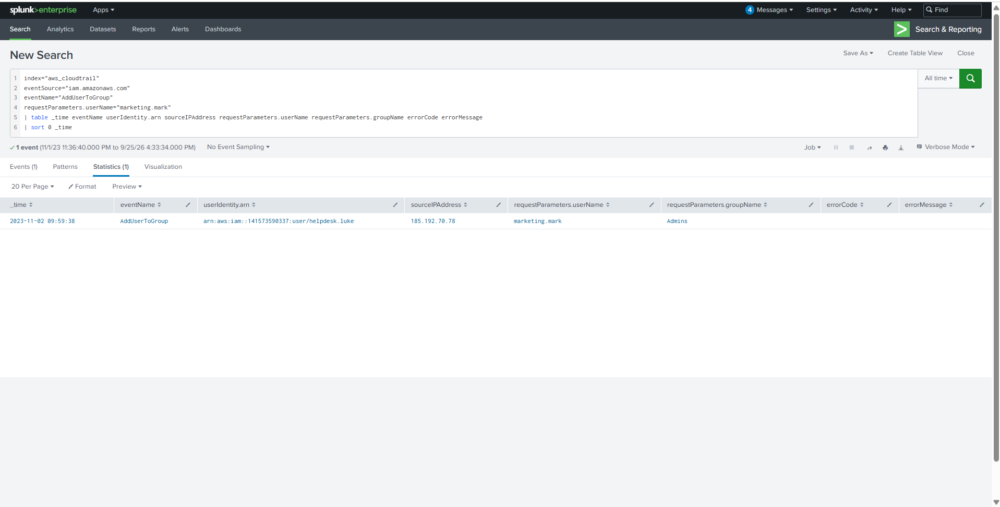 splunk>enterprise Apps 4 Messages Settings Activity Help Find
Search Analytics Datasets Reports Alerts Dashboards Search & Reporting
New Search Save As Create Table View Close
1 index="aws_cloudtrail" All time
2 eventSource="iam.amazonaws.com"
3 eventName="AddUserToGroup"
4 requestParameters.userName="marketing.mark"
5 | table _time eventName userIdentity.arn sourceIPAddress requestParameters.userName requestParameters.groupName errorCode errorMessage
6 | sort 0 _time
1 event (11/1/23 11:36:40.000 PM to 9/25/26 4:33:34.000 PM) No Event Sampling Job Verbose Mode
Events (1) Patterns Statistics (1) Visualization
20 Per Page Format Preview
_time eventName userIdentity.arn sourceIPAddress requestParameters.userName requestParameters.groupName errorCode errorMessage
2023-11-02 09:59:38 AddUserToGroup arn:aws:iam::141573590337:user/helpdesk.luke 185.192.70.78 marketing.mark Admins